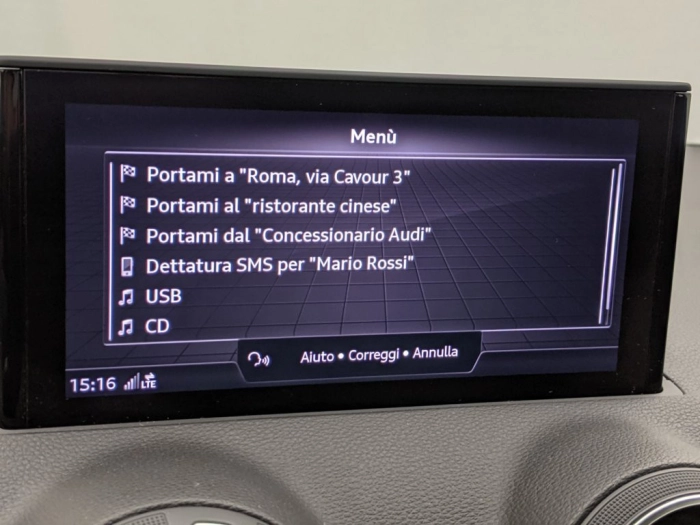 Menù
Portami a "Roma, via Cavour 3"
Portami al "ristorante cinese"
Portami dal "Concessionario Audi"
Dettatura SMS per "Mario Rossi"
USB
CD
Aiuto • Correggi • Annulla
15:16 LTE